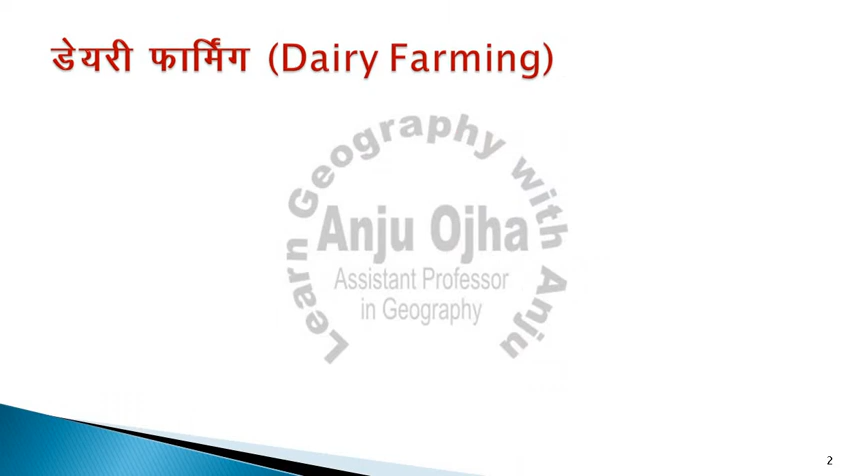 डेयरी फार्मिंग (Dairy Farming)
Learn Geography with Anju
Anju Ojha
Assistant Professor
in Geography
2